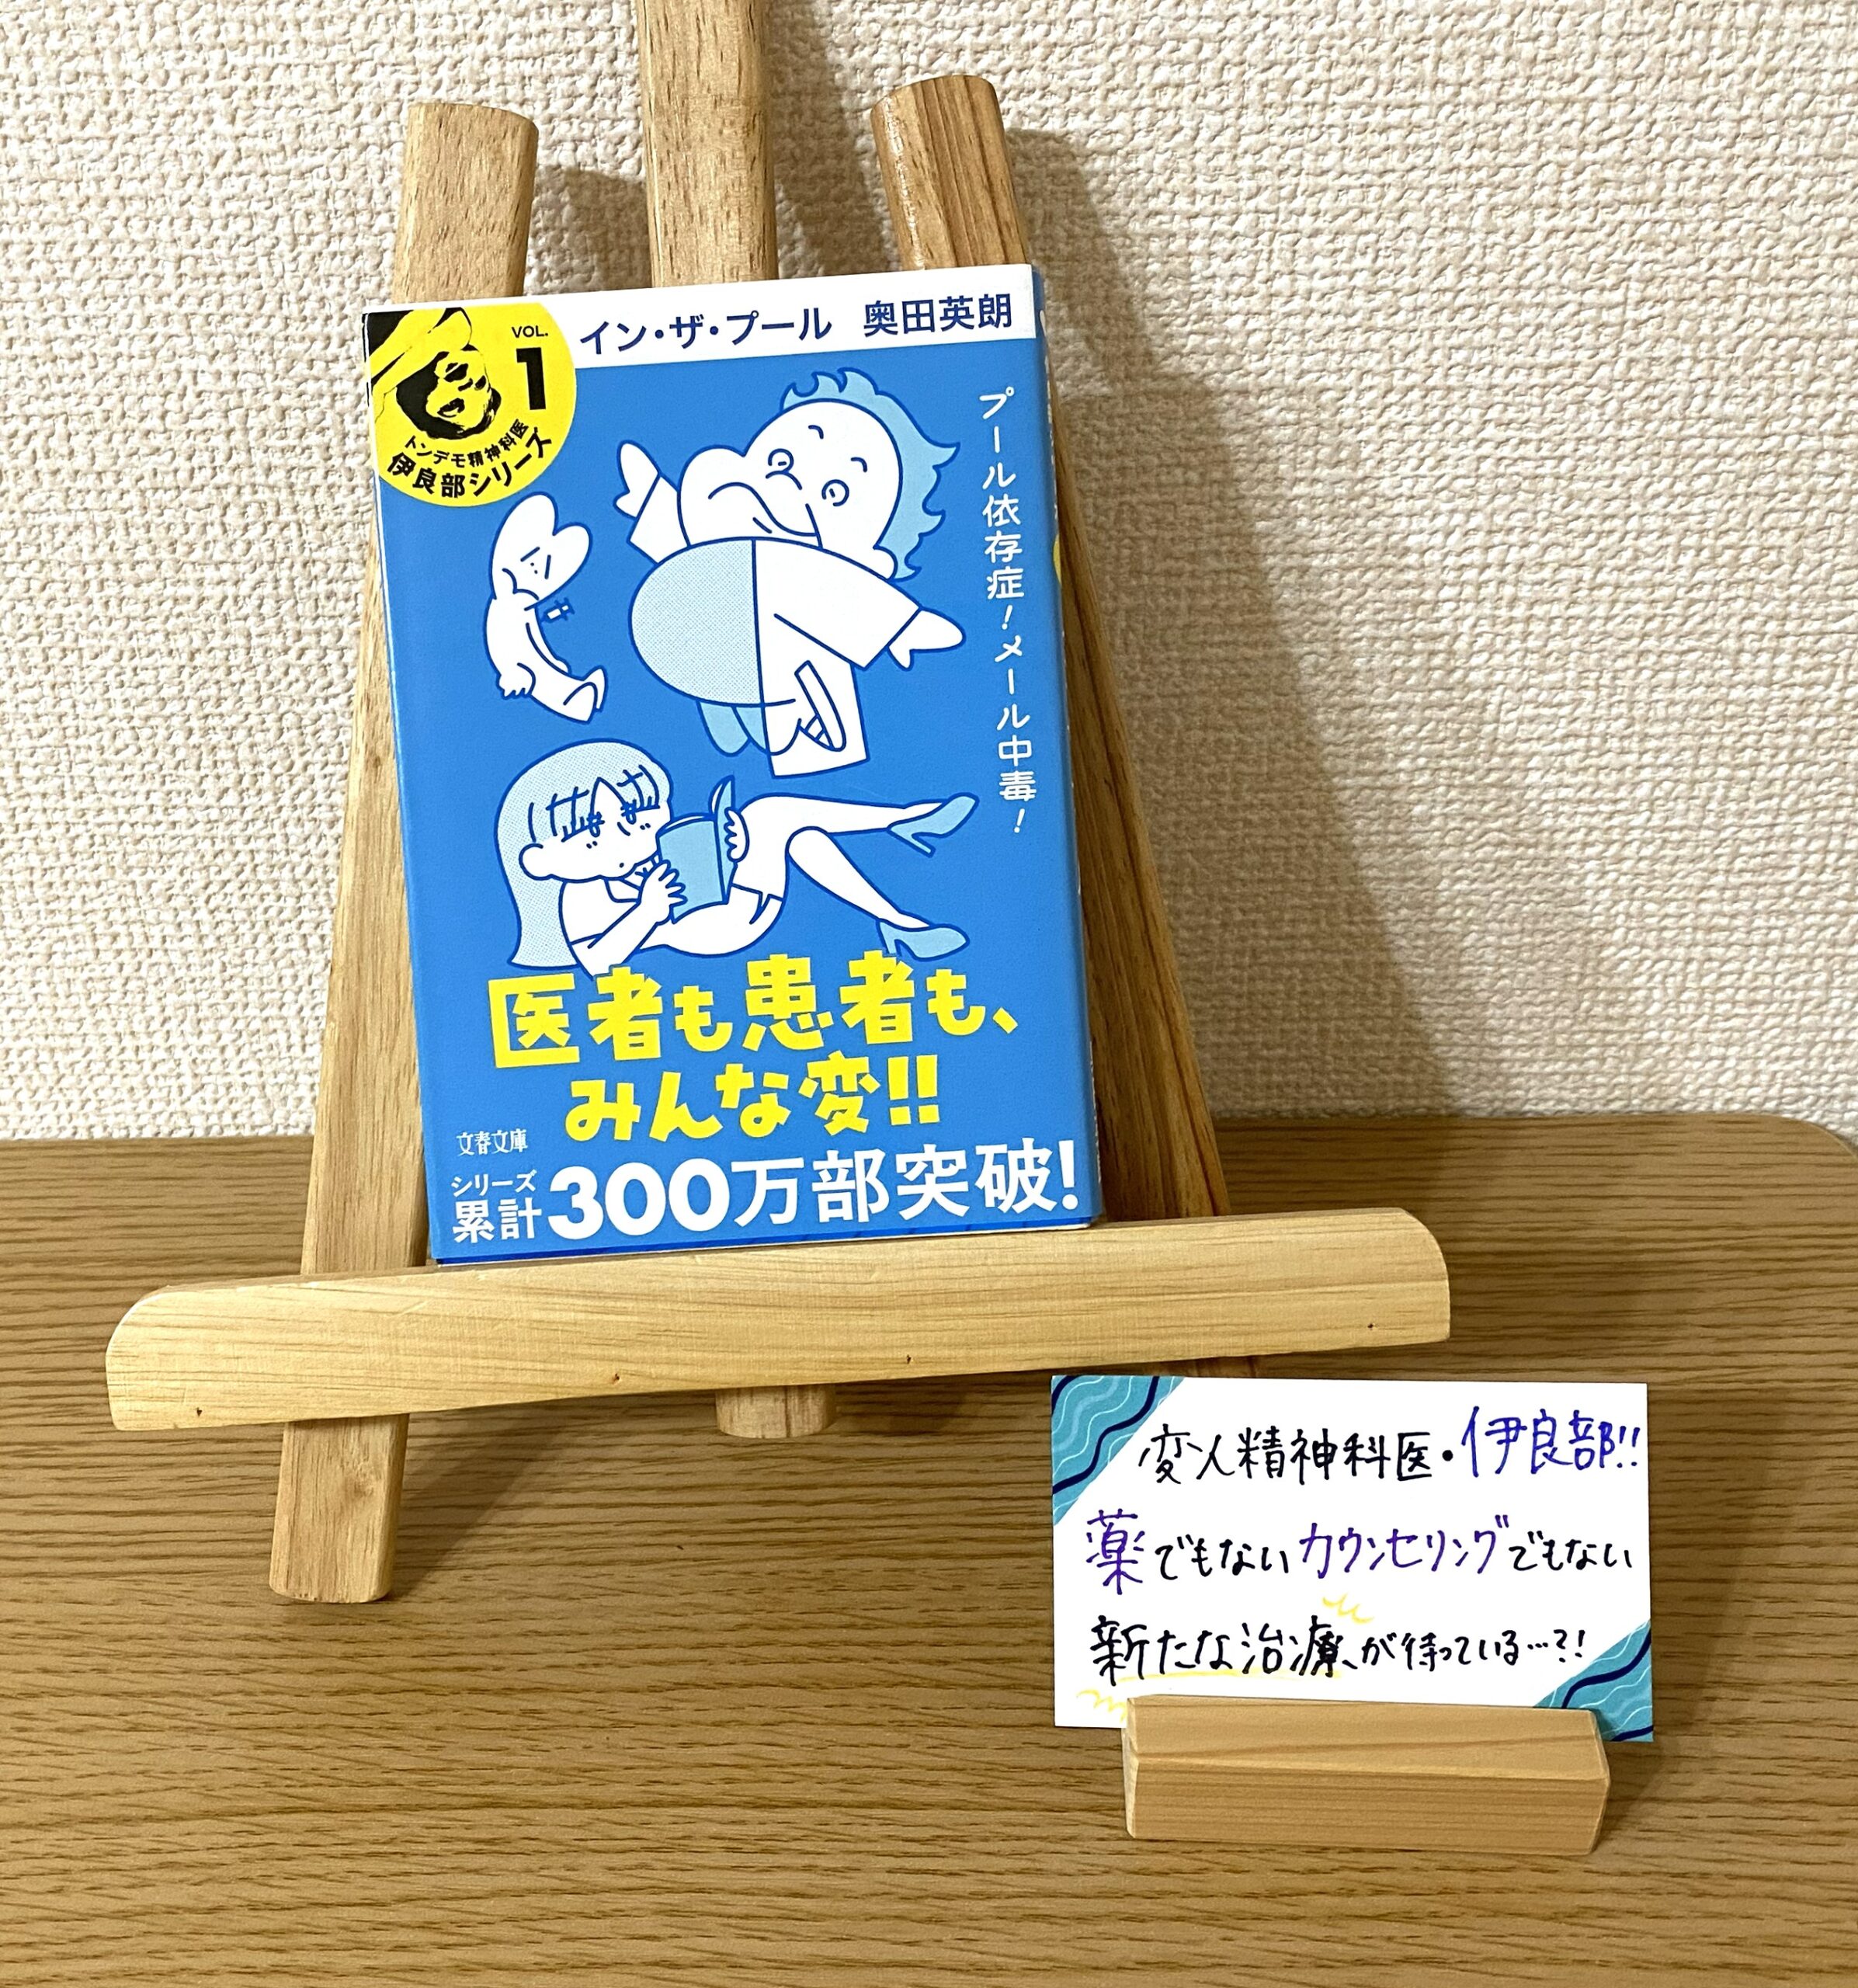 イン・ザ・プール 奥田英朗
VOL.
1
トンデモ精神科医
伊良部シリーズ
プール依存症!メール中毒!
医者も患者も、
みんな変!!
文春文庫
シリーズ
累計
300万部突破!
変人精神科医・伊良部!!
薬でもないカウンセリングでもない
新たな治療が待っている…?!